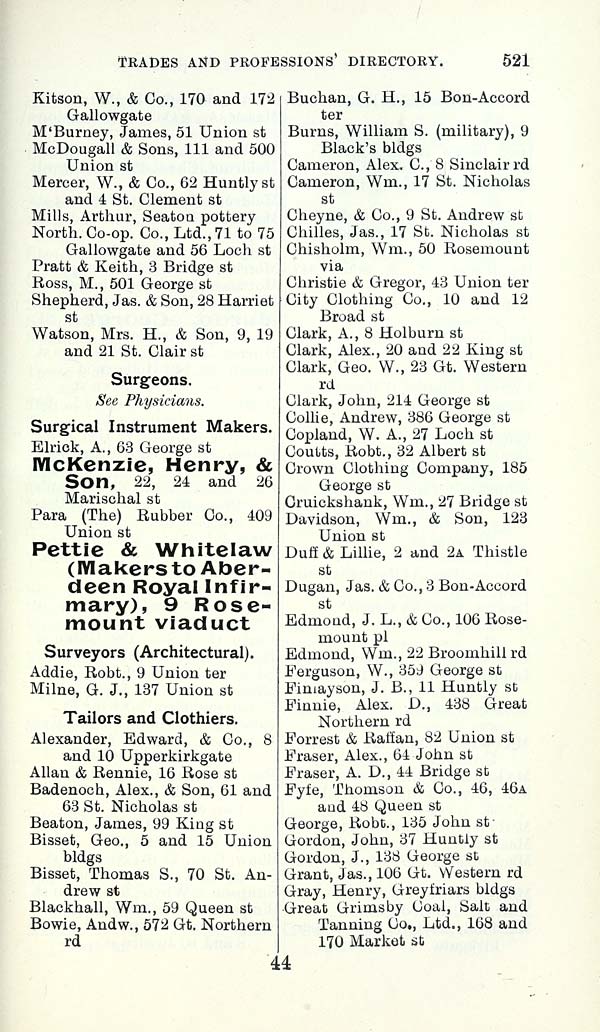 TRADES AND PROFESSIONS' DIRECTORY. 521
Kitson, W., & Co., 170 and 172
Gallowgate
M'Burney, James, 51 Union st
McDougall & Sons, 111 and 500
Union st
Mercer, W., & Co., 62 Huntly st
and 4 St. Clement st
Mills, Arthur, Seaton pottery
North. Co-op. Co., Ltd., 71 to 75
Gallowgate and 56 Loch st
Pratt & Keith, 3 Bridge st
Ross, M., 501 George st
Shepherd, Jas. & Son, 28 Harriet
st
Watson, Mrs. H., & Son, 9, 19
and 21 St. Clair st
Surgeons.
See Physicians.
Surgical Instrument Makers.
Elrick, A., 63 George st
McKenzie, Henry, &
Son, 22, 24 and 26
Marischal st
Para (The) Rubber Co., 409
Union st
Pettie & Whitelaw
(Makers to Aber-
deen Royal Infir-
mary), 9 Rose-
mount viaduct
Surveyors (Architectural).
Addie, Robt., 9 Union ter
Milne, G. J., 137 Union st
Tailors and Clothiers.
Alexander, Edward, & Co., 8
and 10 Upperkirkgate
Allan & Rennie, 16 Rose st
Badenoch, Alex., & Son, 61 and
63 St. Nicholas st
Beaton, James, 99 King st
Bisset, Geo., 5 and 15 Union
bldgs
Bisset, Thomas S., 70 St. An-
drew st
Blackhall, Wm., 59 Queen st
Bowie, Andw., 572 Gt. Northern
rd
Buchan, G. H., 15 Bon-Accord
ter
Burns, William S. (military), 9
Black's bldgs
Cameron, Alex. C., 8 Sinclair rd
Cameron, Wm., 17 St. Nicholas
st
Cheyne, & Co., 9 St. Andrew st
Chilles, Jas., 17 St. Nicholas st
Chisholm, Wm., 50 Rosemount
via
Christie & Gregor, 43 Union ter
City Clothing Co., 10 and 12
Broad st
Clark, A., 8 Holburn st
Clark, Alex., 20 and 22 King st
Clark, Geo. W., 23 Gt. Western
rd
Clark, John, 214 George st
Collie, Andrew, 386 George st
Copland, W. A., 27 Loch st
Coutts, Robt., 32 Albert st
Crown Clothing Company, 185
George st
Cruickshank, Wm., 27 Bridge st
Davidson, Wm., & Son, 123
Union st
Duff & Lillie, 2 and 2A Thistle
st
Dugan, Jas. & Co., 3 Bon-Accord
st
Edmond, J. L., & Co., 106 Rose-
mount pl
Edmond, Wm., 22 Broomhill rd
Ferguson, W., 359 George st
Finlayson, J. B., 11 Huntly st
Finnie, Alex. D., 438 Great
Northern rd
Forrest & Raffan, 82 Union st
Fraser, Alex., 64 John st
Fraser, A. D., 44 Bridge st
Fyfe, Thomson & Co., 46, 46A
and 48 Queen st
George, Robt., 135 John st
Gordon, John, 37 Huntly st
Gordon, J., 138 George st
Grant, Jas., 106 Gt. Western rd
Gray, Henry, Greyfriars bldgs
Great Grimsby Coal, Salt and
Tanning Co., Ltd., 168 and
170 Market st
44